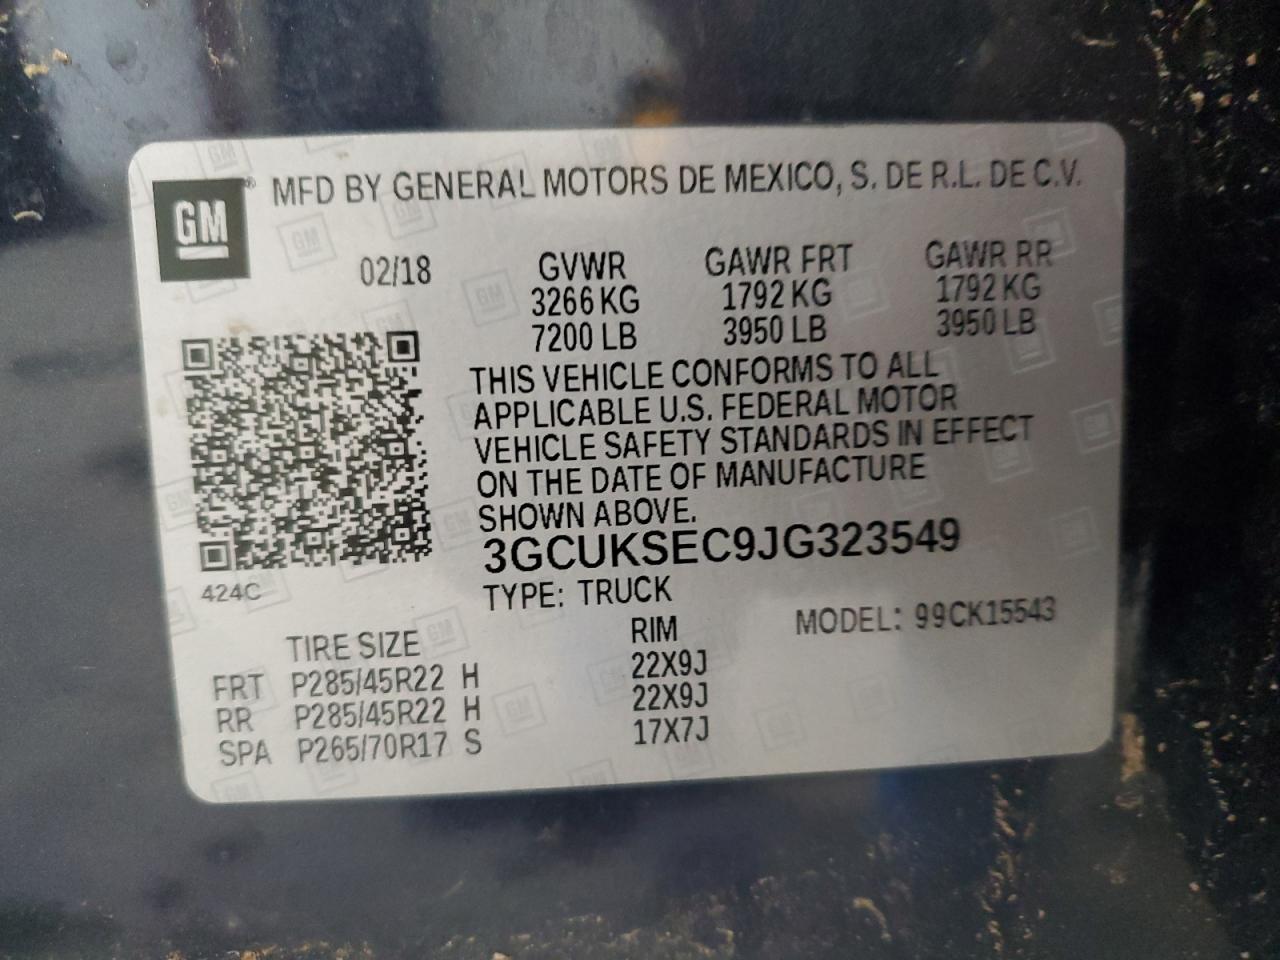 GM® MFD BY GENERAL MOTORS DE MEXICO, S. DE R.L. DE C.V.
02/18 GVWR GAWR FRT GAWR RR
3266 KG 1792 KG 1792 KG
7200 LB 3950 LB 3950 LB
THIS VEHICLE CONFORMS TO ALL
APPLICABLE U.S. FEDERAL MOTOR
VEHICLE SAFETY STANDARDS IN EFFECT
ON THE DATE OF MANUFACTURE
SHOWN ABOVE.
3GCUKSEC9JG323549
424C
TYPE: TRUCK
MODEL: 99CK15543
TIRE SIZE RIM
FRT P285/45R22 H 22X9J
RR P285/45R22 H 22X9J
SPA P265/70R17 S 17X7J